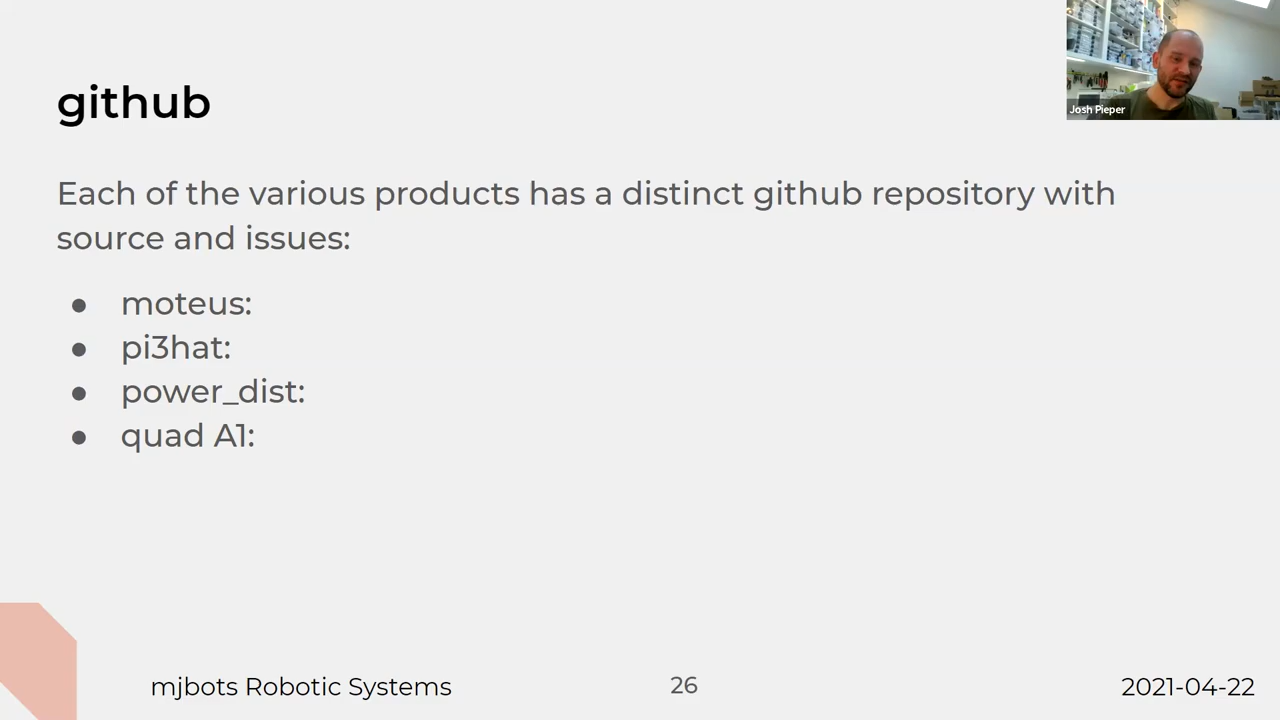 github
Josh Pieper
Each of the various products has a distinct github repository with
source and issues:
● moteus:
● pi3hat:
● power_dist:
● quad A1:
mjbots Robotic Systems
26
2021-04-22